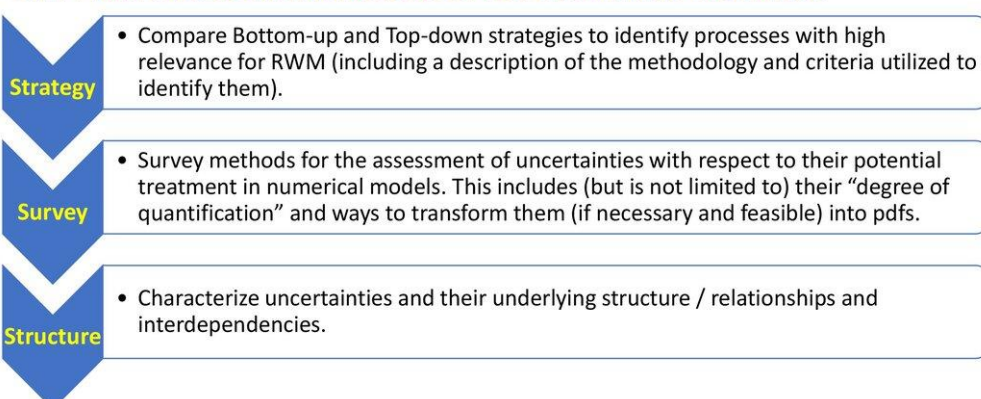 Strategy
• Compare Bottom-up and Top-down strategies to identify processes with high
relevance for RWM (including a description of the methodology and criteria utilized to
identify them).
Survey
• Survey methods for the assessment of uncertainties with respect to their potential
treatment in numerical models. This includes (but is not limited to) their “degree of
quantification” and ways to transform them (if necessary and feasible) into pdfs.
Structure
• Characterize uncertainties and their underlying structure / relationships and
interdependencies.